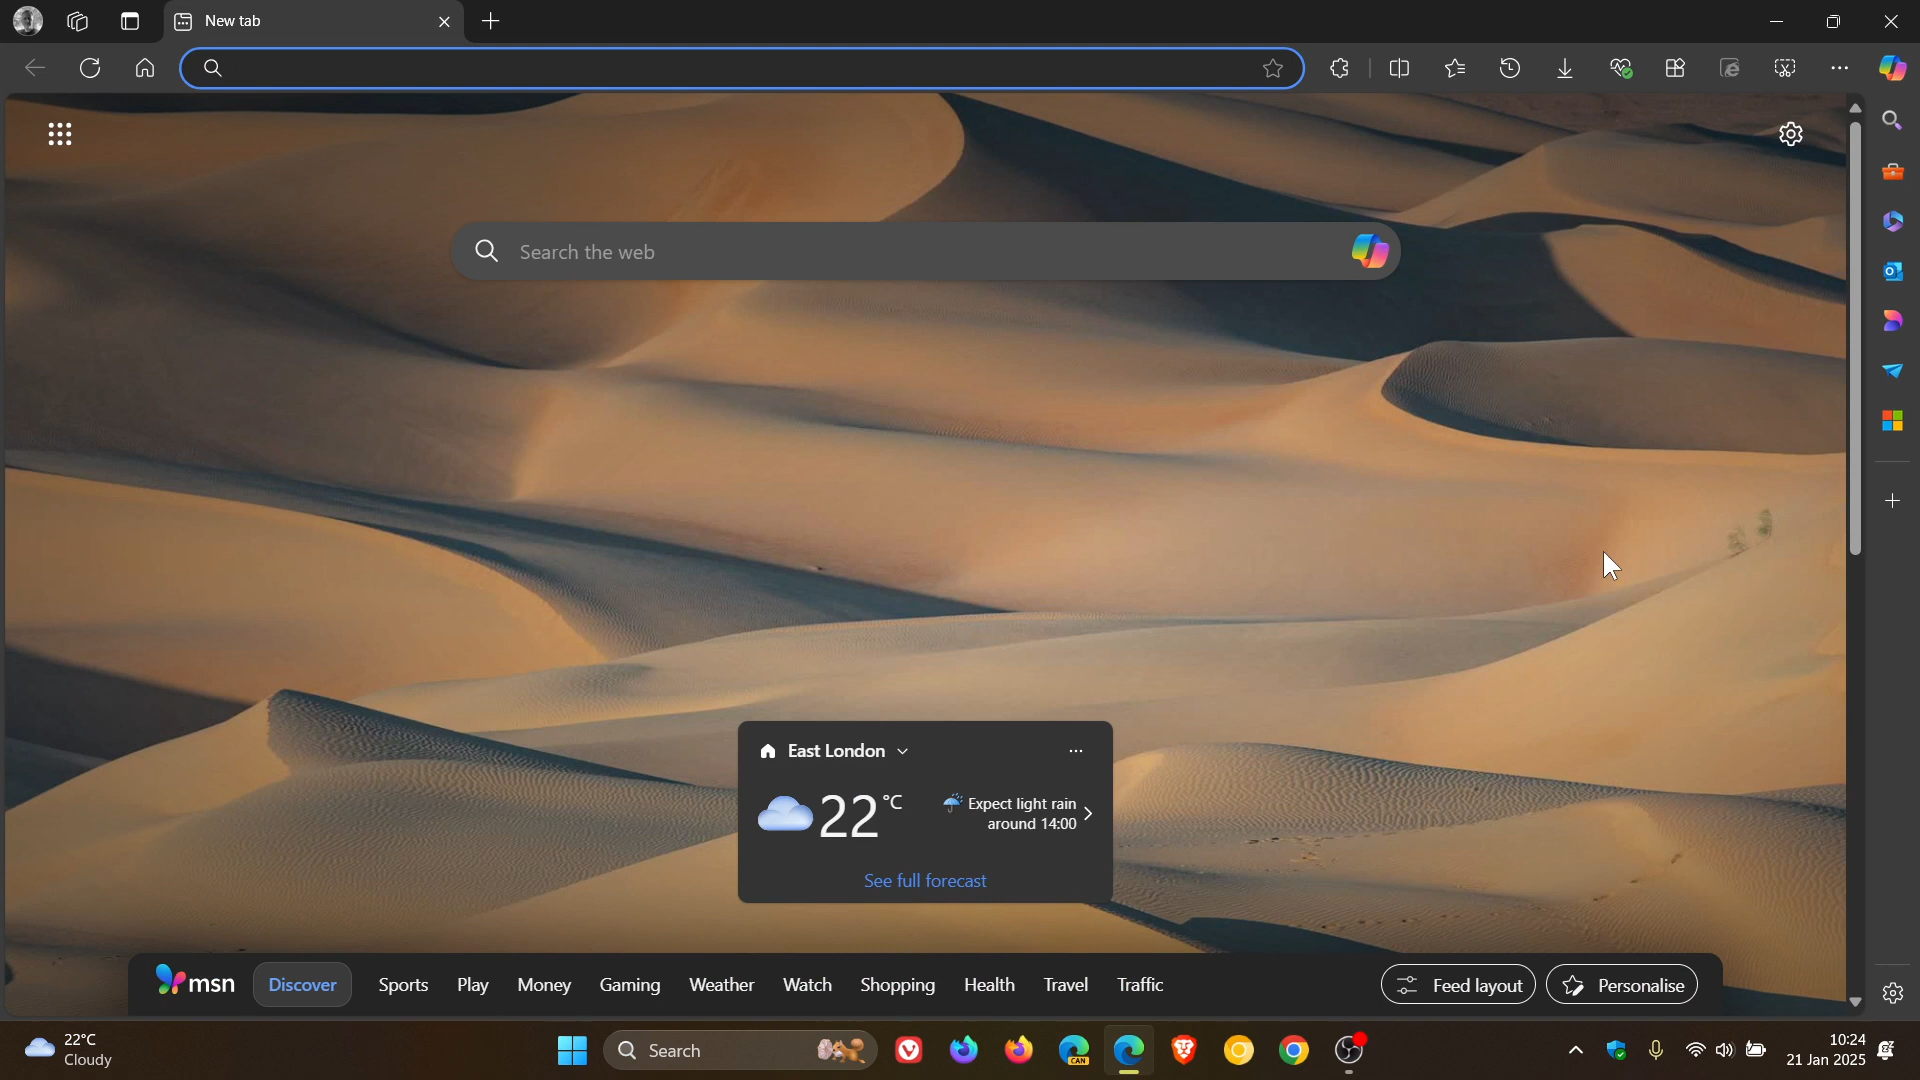 New tab
Search the web
East London
22°C
Expect light rain
around 14:00
See full forecast
msn
Discover
Sports
Play
Money
Gaming
Weather
Watch
Shopping
Health
Travel
Traffic
Feed layout
Personalise
22°C
Cloudy
Search
CAN
10:24
21 Jan 2025